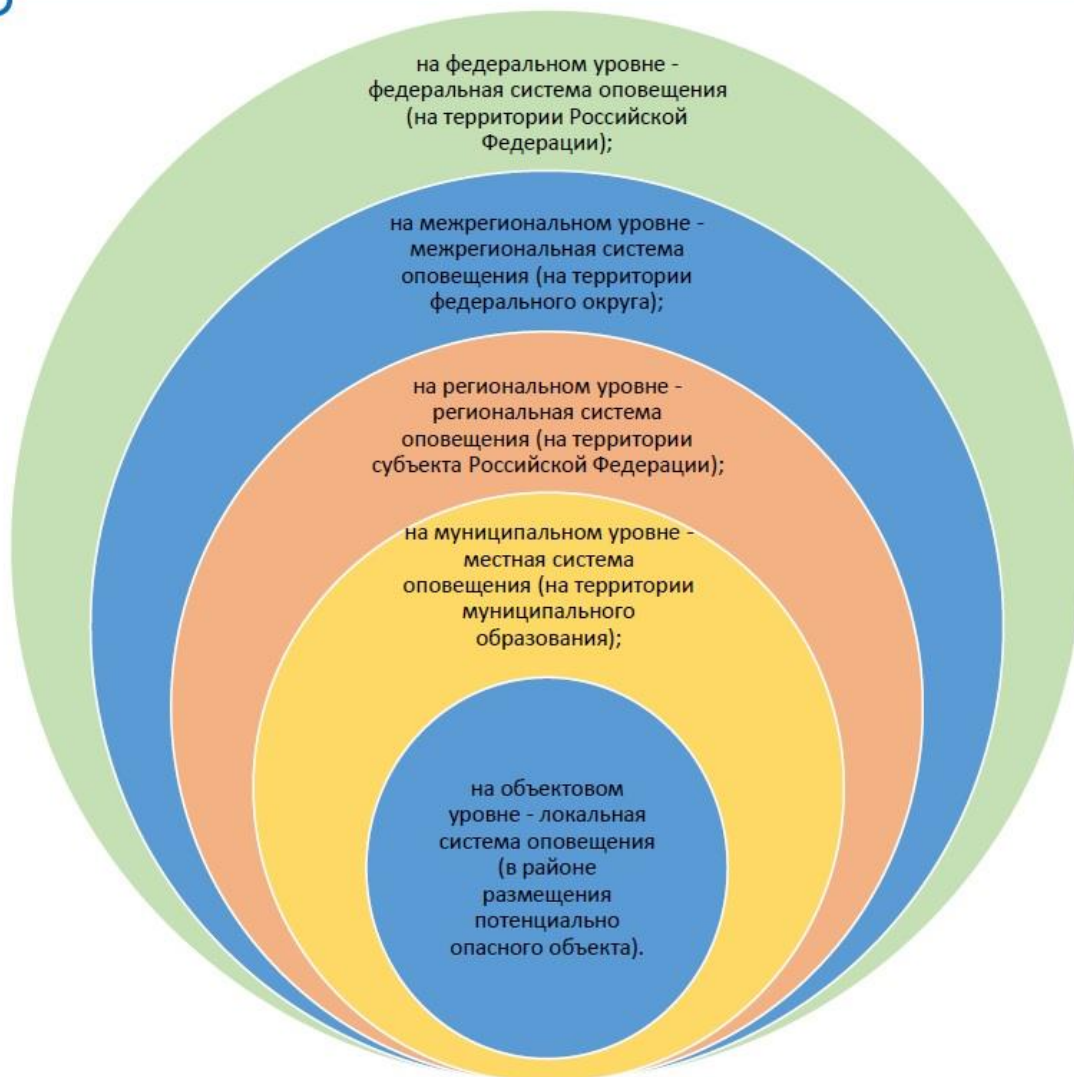 на федеральном уровне -
федеральная система оповещения
(на территории Российской
Федерации);
на межрегиональном уровне -
межрегиональная система
оповещения (на территории
федерального округа);
на региональном уровне -
региональная система
оповещения (на территории
субъекта Российской Федерации);
на муниципальном уровне -
местная система
оповещения (на территории
муниципального
образования);
на объектовом
уровне - локальная
система оповещения
(в районе
размещения
потенциально
опасного объекта).